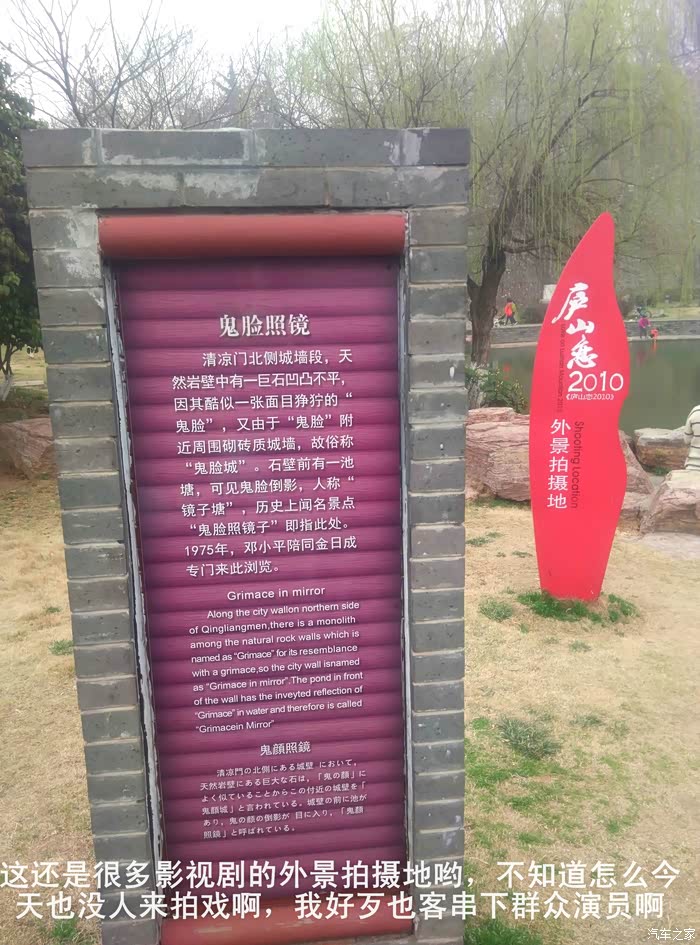 鬼脸照镜
清凉门北侧城墙段，天
然岩壁中有一巨石凹凸不平，
因其酷似一张面目狰狞的“
鬼脸”，又由于“鬼脸”附
近周围砌砖质城墙，故俗称
“鬼脸城”。石壁前有一池
塘，可见鬼脸倒影，人称“
镜子塘”，历史上闻名景点
“鬼脸照镜子”即指此处。
1975年，邓小平陪同金日成
专门来此浏览。
Grimace in mirror
Along the city wallon northern side
of Qingliangmen,there is a monolith
among the natural rock walls which is
named as “Grimace” for its resemblance
with a grimace,so the city wall isnamed
as “Grimace in mirror”.The pond in front
of the wall has the inveyted reflection of
“Grimace” in water and therefore is called
“Grimacein Mirror”
鬼顔照鏡
清凉門の北側にある城壁 において，
天然岩壁にある巨大な石は，「鬼の顔」に
よく似ていることからこの付近の城壁を「
鬼顔城」と言われている。城壁の前に池が
あり，鬼の顔の倒影が 目に入り，「鬼顔
照鏡」と呼ばれている。
庐山恋
2010
《庐山恋2010》
外景拍摄地
Shooting Location
这还是很多影视剧的外景拍摄地哟，不知道怎么今
天也没人来拍戏啊，我好歹也客串下群众演员啊
汽车之家